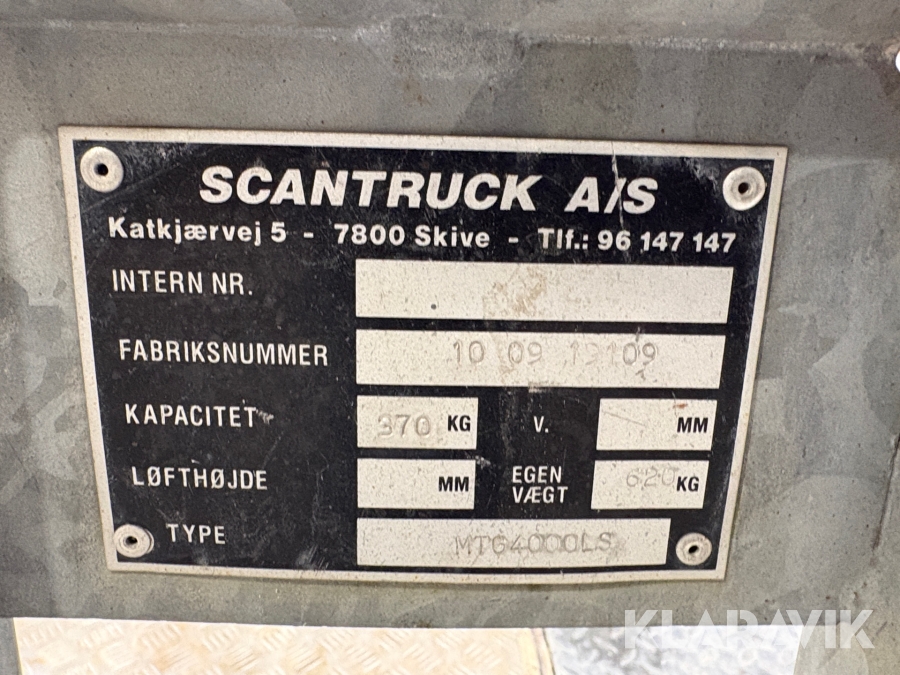 SCANTRUCK A/S
Katkjærvej 5 - 7800 Skive - Tlf.: 96 147 147
INTERN NR.
FABRIKSNUMMER 10 09 19109
KAPACITET 370 KG V. MM
LØFTHØJDE MM EGEN VÆGT 620 KG
TYPE MTG4000LS
KLARAVIK